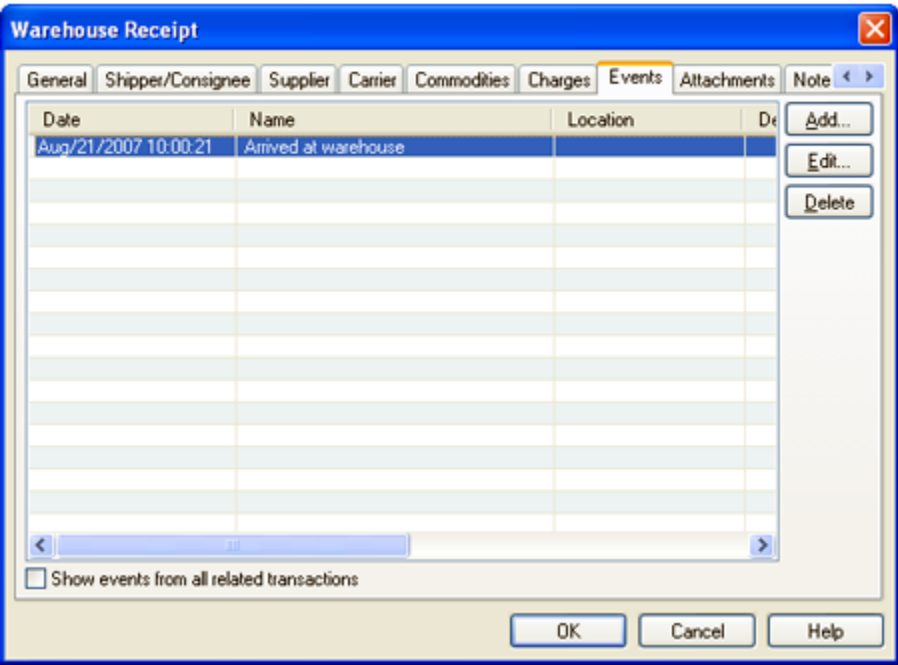 Warehouse Receipt
General Shipper/Consignee Supplier Carrier Commodities Charges Events Attachments Note
Date Name Location De
Add...
Aug/21/2007 10:00:21 Arrived at warehouse
Edit...
Delete
Show events from all related transactions
OK Cancel Help